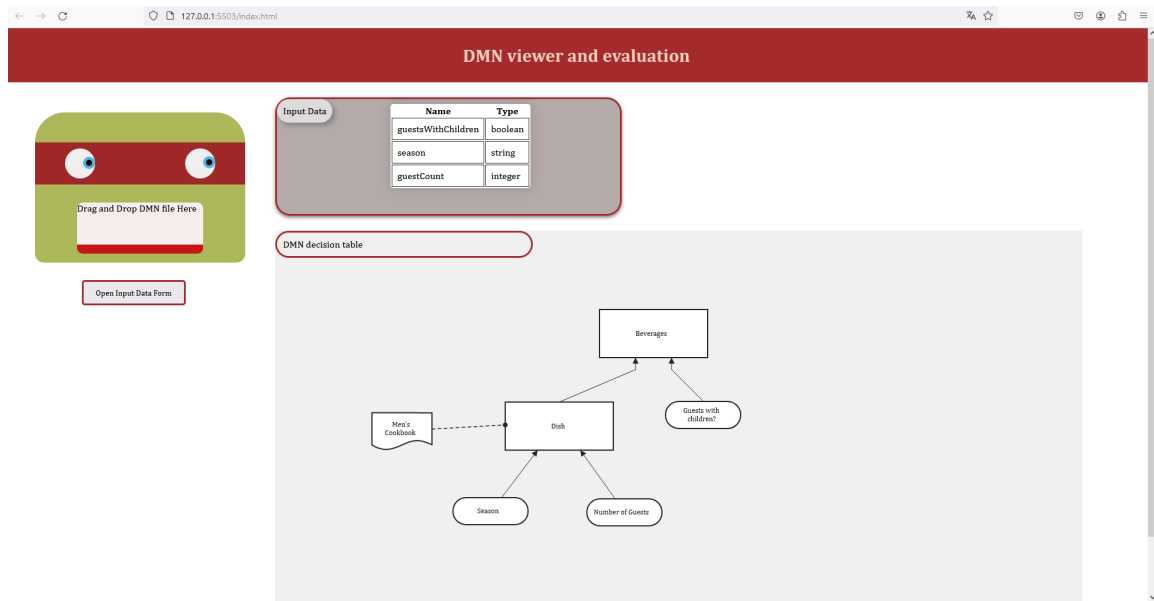 127.0.0.1:5503/index.html
DMN viewer and evaluation
Drag and Drop DMN file Here
Open Input Data Form
Input Data
Name Type
guestsWithChildren boolean
season string
guestCount integer
DMN decision table
Beverages
Guests with
children?
Men's
Cookbook
Dish
Season
Number of Guests